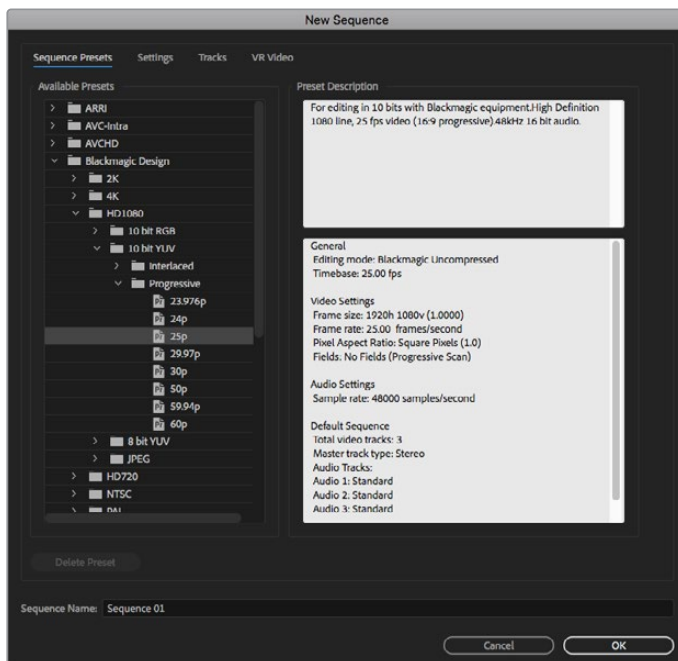 New Sequence
Sequence Presets Settings Tracks VR Video
Available Presets
ARRI
AVC-Intra
AVCHD
Blackmagic Design
2K
4K
HD1080
10 bit RGB
10 bit YUV
Interlaced
Progressive
23.976p
24p
25p
29.97p
30p
50p
59.94p
60p
8 bit YUV
JPEG
HD720
NTSC
PAL
Preset Description
For editing in 10 bits with Blackmagic equipment.High Definition
1080 line, 25 fps video (16:9 progressive).48kHz 16 bit audio.
General
Editing mode: Blackmagic Uncompressed
Timebase: 25.00 fps
Video Settings
Frame size: 1920h 1080v (1.0000)
Frame rate: 25.00 frames/second
Pixel Aspect Ratio: Square Pixels (1.0)
Fields: No Fields (Progressive Scan)
Audio Settings
Sample rate: 48000 samples/second
Default Sequence
Total video tracks: 3
Master track type: Stereo
Audio Tracks:
Audio 1: Standard
Audio 2: Standard
Audio 3: Standard
Delete Preset
Sequence Name: Sequence 01
Cancel OK